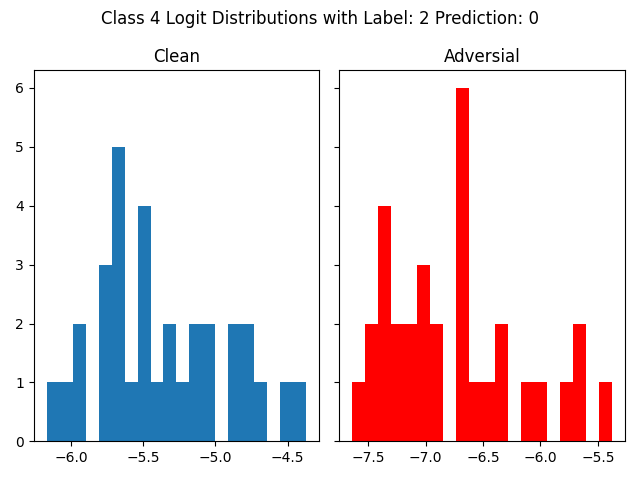 Class 4 Logit Distributions with Label: 2 Prediction: 0
Clean
Adversial
6
5
4
3
2
1
0
−6.0 −5.5 −5.0 −4.5
−7.5 −7.0 −6.5 −6.0 −5.5